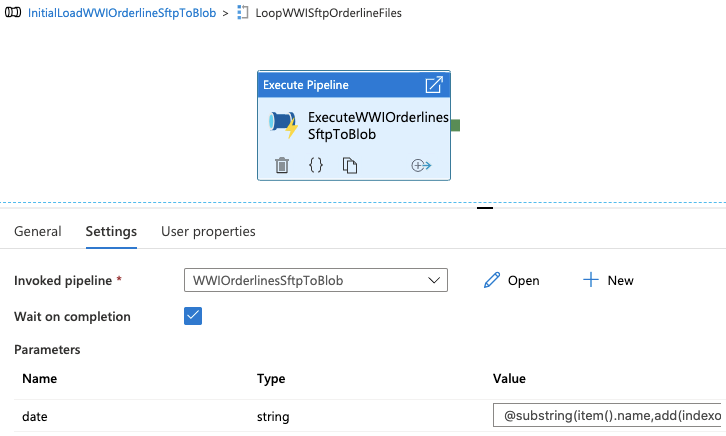 InitialLoadWWIOrderlineSftpToBlob > LoopWWISftpOrderlineFiles
Execute Pipeline
ExecuteWWIOrderlines
SftpToBlob
{}
General Settings User properties
Invoked pipeline * WWIOrderlinesSftpToBlob Open New
Wait on completion
Parameters
Name Type Value
date string @substring(item().name,add(indexo